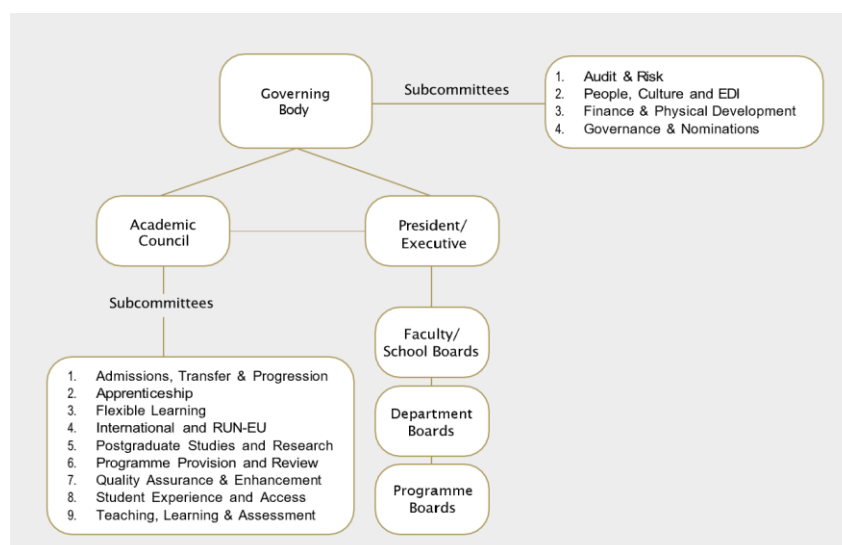 Governing
Body
Subcommittees
1. Audit & Risk
2. People, Culture and EDI
3. Finance & Physical Development
4. Governance & Nominations
Academic
Council
President/
Executive
Subcommittees
1. Admissions, Transfer & Progression
2. Apprenticeship
3. Flexible Learning
4. International and RUN-EU
5. Postgraduate Studies and Research
6. Programme Provision and Review
7. Quality Assurance & Enhancement
8. Student Experience and Access
9. Teaching, Learning & Assessment
Faculty/
School Boards
Department
Boards
Programme
Boards